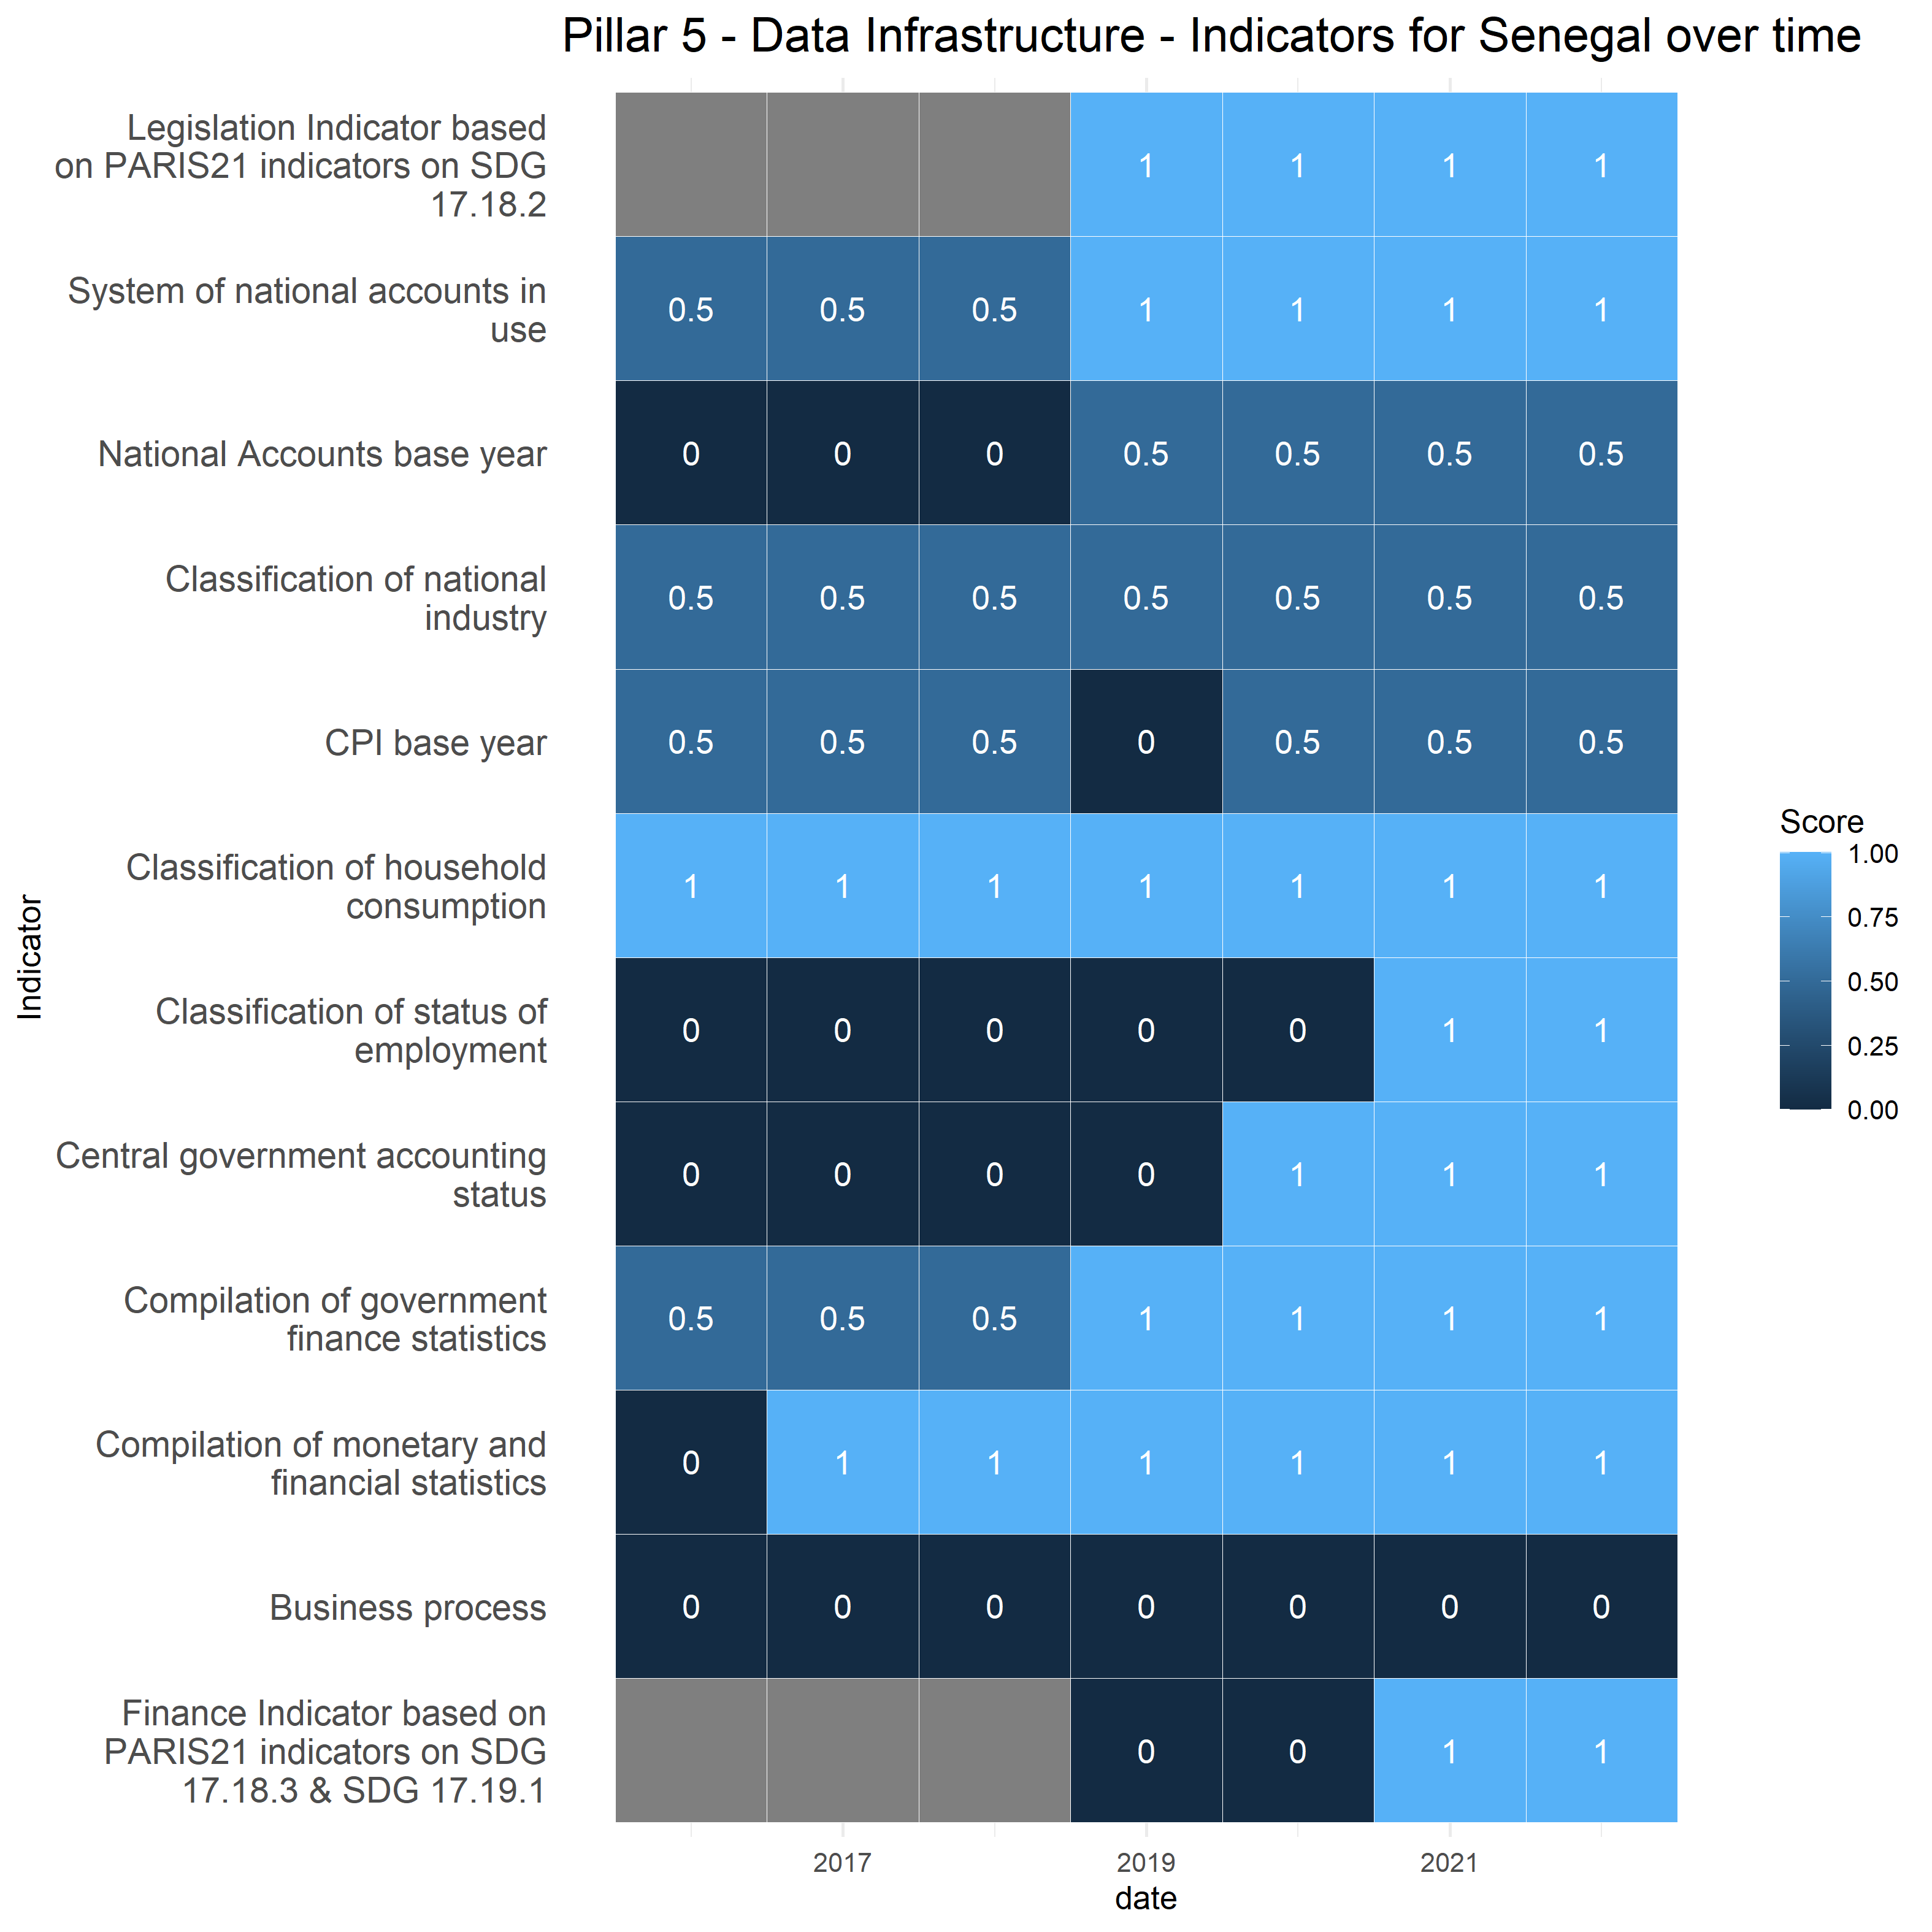 Pillar 5 - Data Infrastructure - Indicators for Senegal over time
Indicator
Legislation Indicator based
on PARIS21 indicators on SDG
17.18.2
1 1 1 1
System of national accounts in
use
0.5 0.5 0.5 1 1 1 1
National Accounts base year
0 0 0 0.5 0.5 0.5 0.5
Classification of national
industry
0.5 0.5 0.5 0.5 0.5 0.5 0.5
CPI base year
0.5 0.5 0.5 0 0.5 0.5 0.5
Classification of household
consumption
1 1 1 1 1 1 1
Classification of status of
employment
0 0 0 0 0 1 1
Central government accounting
status
0 0 0 0 1 1 1
Compilation of government
finance statistics
0.5 0.5 0.5 1 1 1 1
Compilation of monetary and
financial statistics
0 1 1 1 1 1 1
Business process
0 0 0 0 0 0 0
Finance Indicator based on
PARIS21 indicators on SDG
17.18.3 & SDG 17.19.1
0 0 1 1
2017 2019 2021
date
Score
1.00
0.75
0.50
0.25
0.00